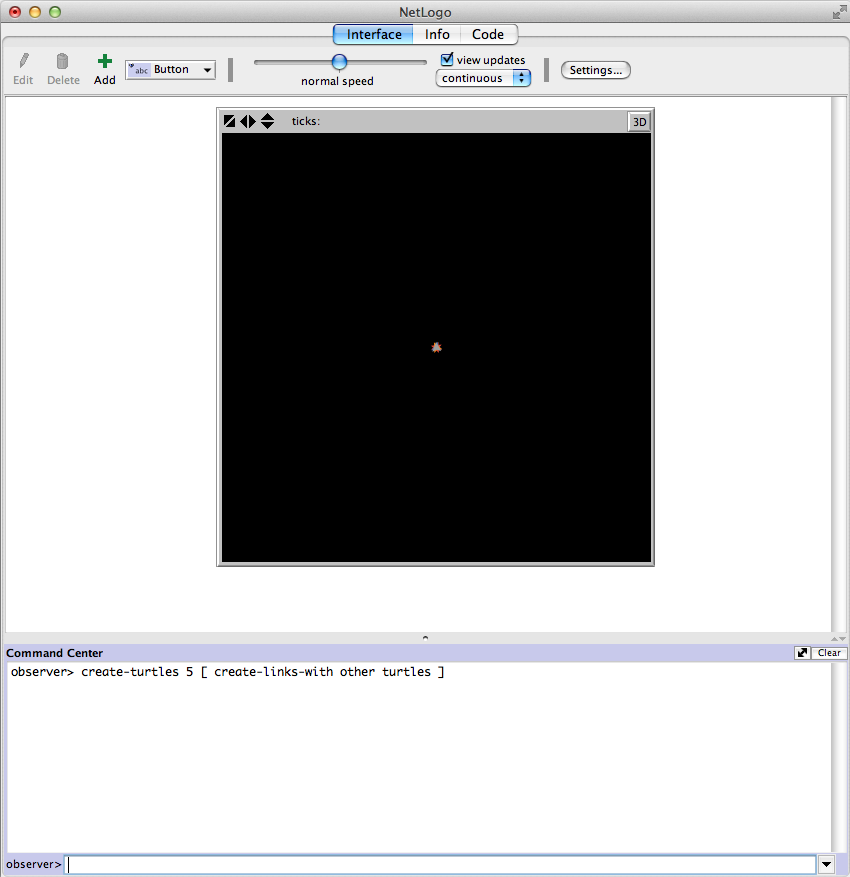 NetLogo
Interface Info Code
Edit Delete Add abc Button normal speed view updates continuous Settings...
ticks: 3D
Command Center Clear
observer> create-turtles 5 [ create-links-with other turtles ]
observer>